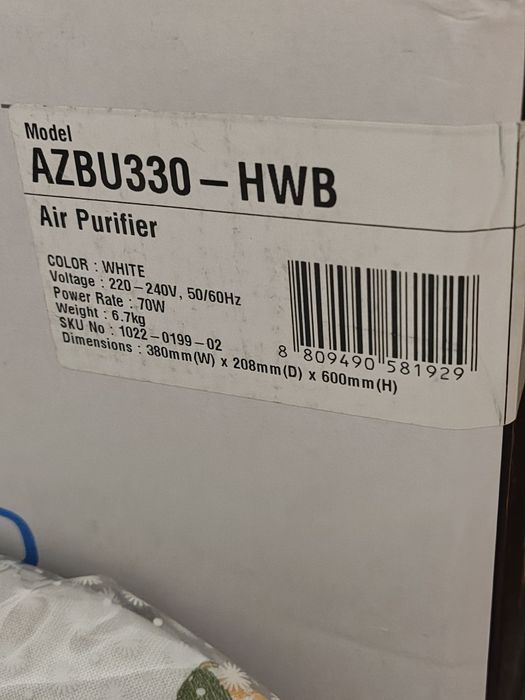 Model
AZBU330 – HWB
Air Purifier
COLOR : WHITE
Voltage : 220 – 240V, 50/60Hz
Power Rate : 70W
Weight : 6.7kg
SKU No : 1022 – 0199 – 02
Dimensions : 380mm(W) x 208mm(D) x 600mm(H)
8 809490 581929